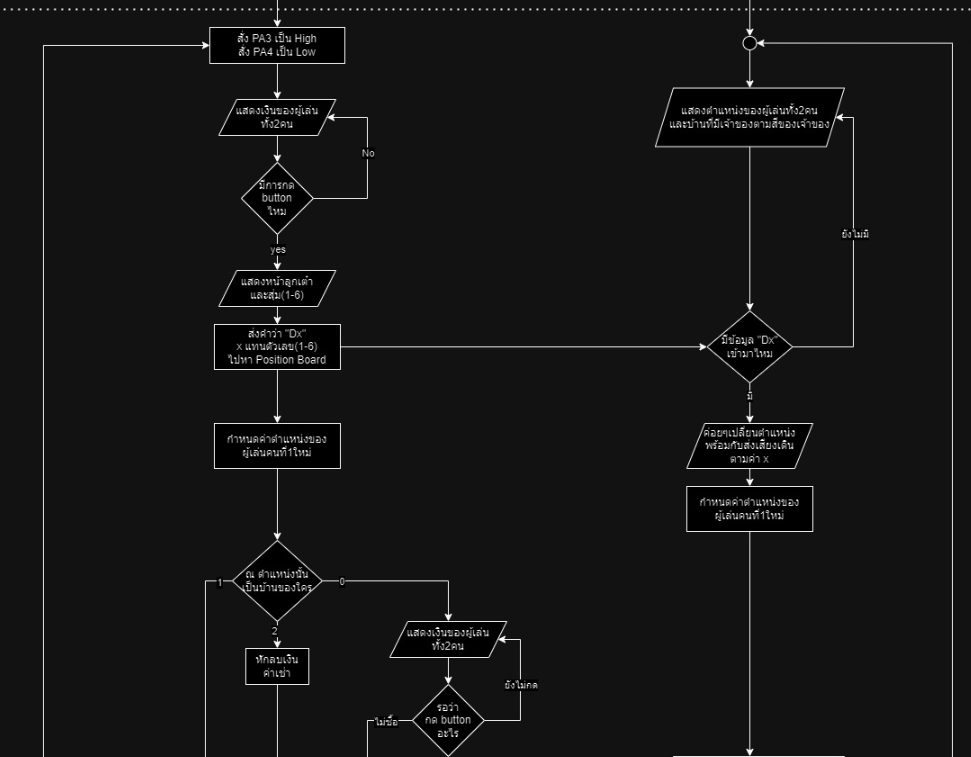 สั่ง PA3 เป็น High
สั่ง PA4 เป็น Low
แสดงเงินของผู้เล่น
ทั้ง2คน
No
มีการกด
button
ไหม
yes
แสดงหน้าลูกเต๋า
และสุ่ม(1-6)
ส่งคำว่า "Dx"
x แทนตัวเลข(1-6)
ไปหา Position Board
กำหนดค่าตำแหน่งของ
ผู้เล่นคนที่1ใหม่
ณ ตำแหน่งนั้น
เป็นบ้านของใคร
1
0
2
หักลบเงิน
ค่าเช่า
แสดงเงินของผู้เล่น
ทั้ง2คน
ยังไม่กด
รอว่า
กด button
อะไร
ไม่ซื้อ
แสดงตำแหน่งของผู้เล่นทั้ง2คน
และบ้านที่มีเจ้าของตามสีของเจ้าของ
ยังไม่มี
มีข้อมูล "Dx"
เข้ามาไหม
มี
ค่อยๆเปลี่ยนตำแหน่ง
พร้อมกับส่งเสียงเดิน
ตามค่า x
กำหนดค่าตำแหน่งของ
ผู้เล่นคนที่1ใหม่